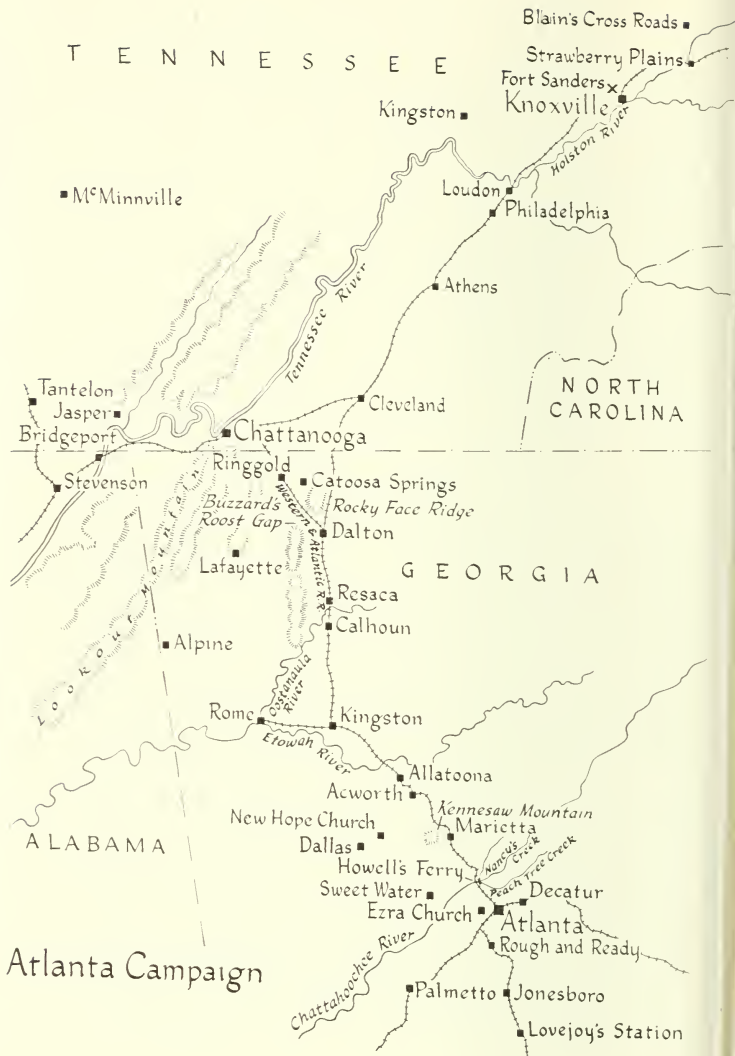 Blain's Cross Roads
TENNESSEE
Strawberry Plains
Fort Sanders
Knoxville
Kingston
Holston River
Loudon
McMinnville
Philadelphia
Tennessee River
Athens
NORTH
CAROLINA
Tantelon
Jasper
Cleveland
Bridgeport
Chattanooga
Ringgold
Stevenson
Catoosa Springs
Buzzard's
Roost Gap
Western & Atlantic R.R.
Rocky Face Ridge
Dalton
Lafayette
GEORGIA
Lookout Mountain
Resaca
Calhoun
Alpine
Oostanaula
River
Rome
Kingston
Etowah River
Allatoona
Acworth
Kennesaw Mountain
New Hope Church
Marietta
ALABAMA
Dallas
Nancy's
Creek
Howell's Ferry
Peach Tree Creek
Sweet Water
Decatur
Ezra Church
Atlanta
Chattahoochee River
Rough and Ready
Atlanta Campaign
Palmetto
Jonesboro
Lovejoy's Station